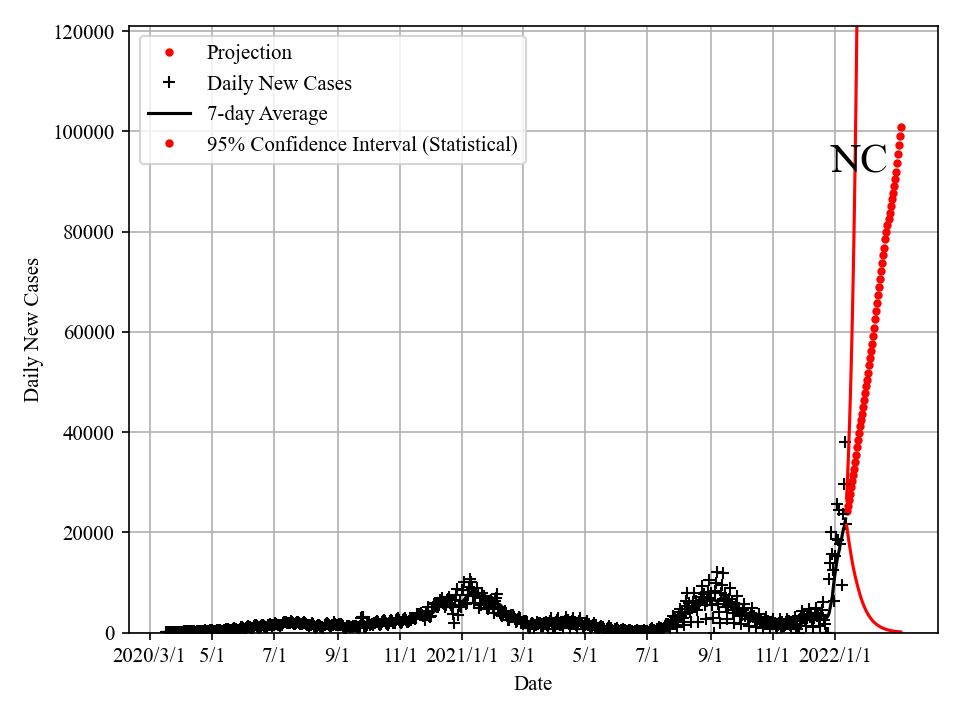 120000
100000
80000
60000
40000
20000
0
Daily New Cases
Projection
Daily New Cases
7-day Average
95% Confidence Interval (Statistical)
NC
2020/3/1 5/1 7/1 9/1 11/1 2021/1/1 3/1 5/1 7/1 9/1 11/1 2022/1/1
Date